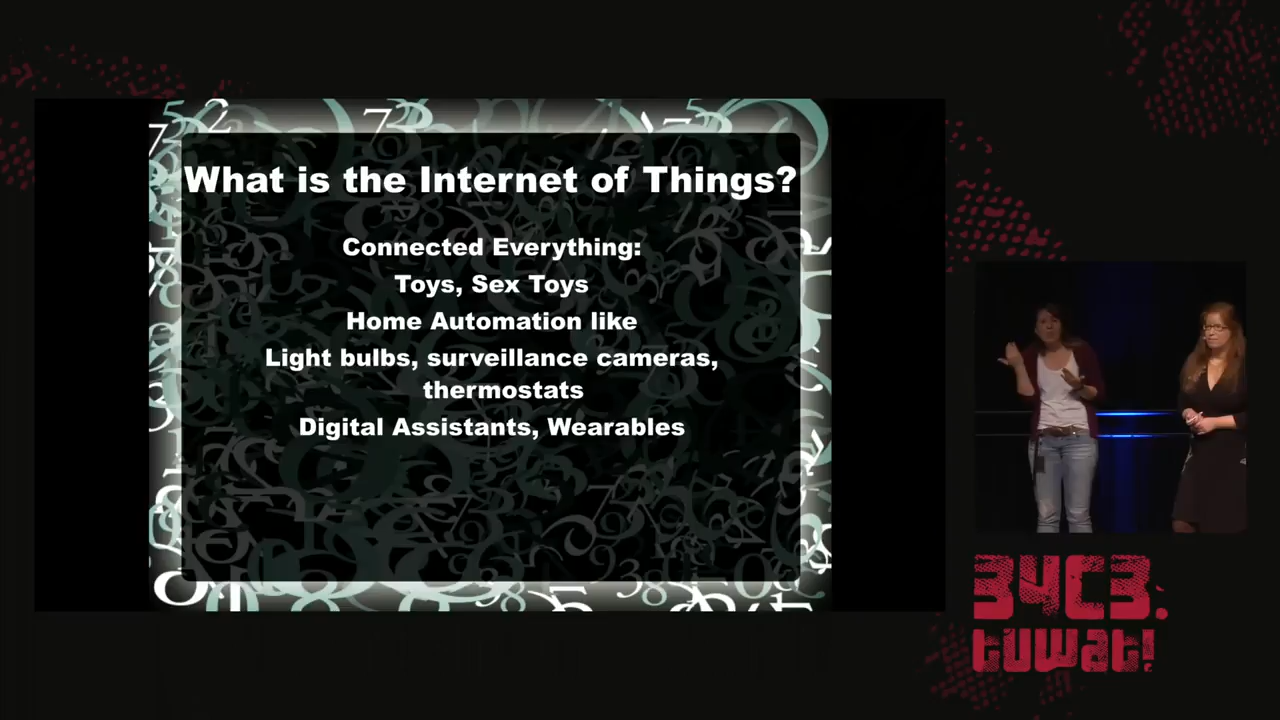 What is the Internet of Things?
Connected Everything:
Toys, Sex Toys
Home Automation like
Light bulbs, surveillance cameras,
thermostats
Digital Assistants, Wearables
34C3.
tuwat!